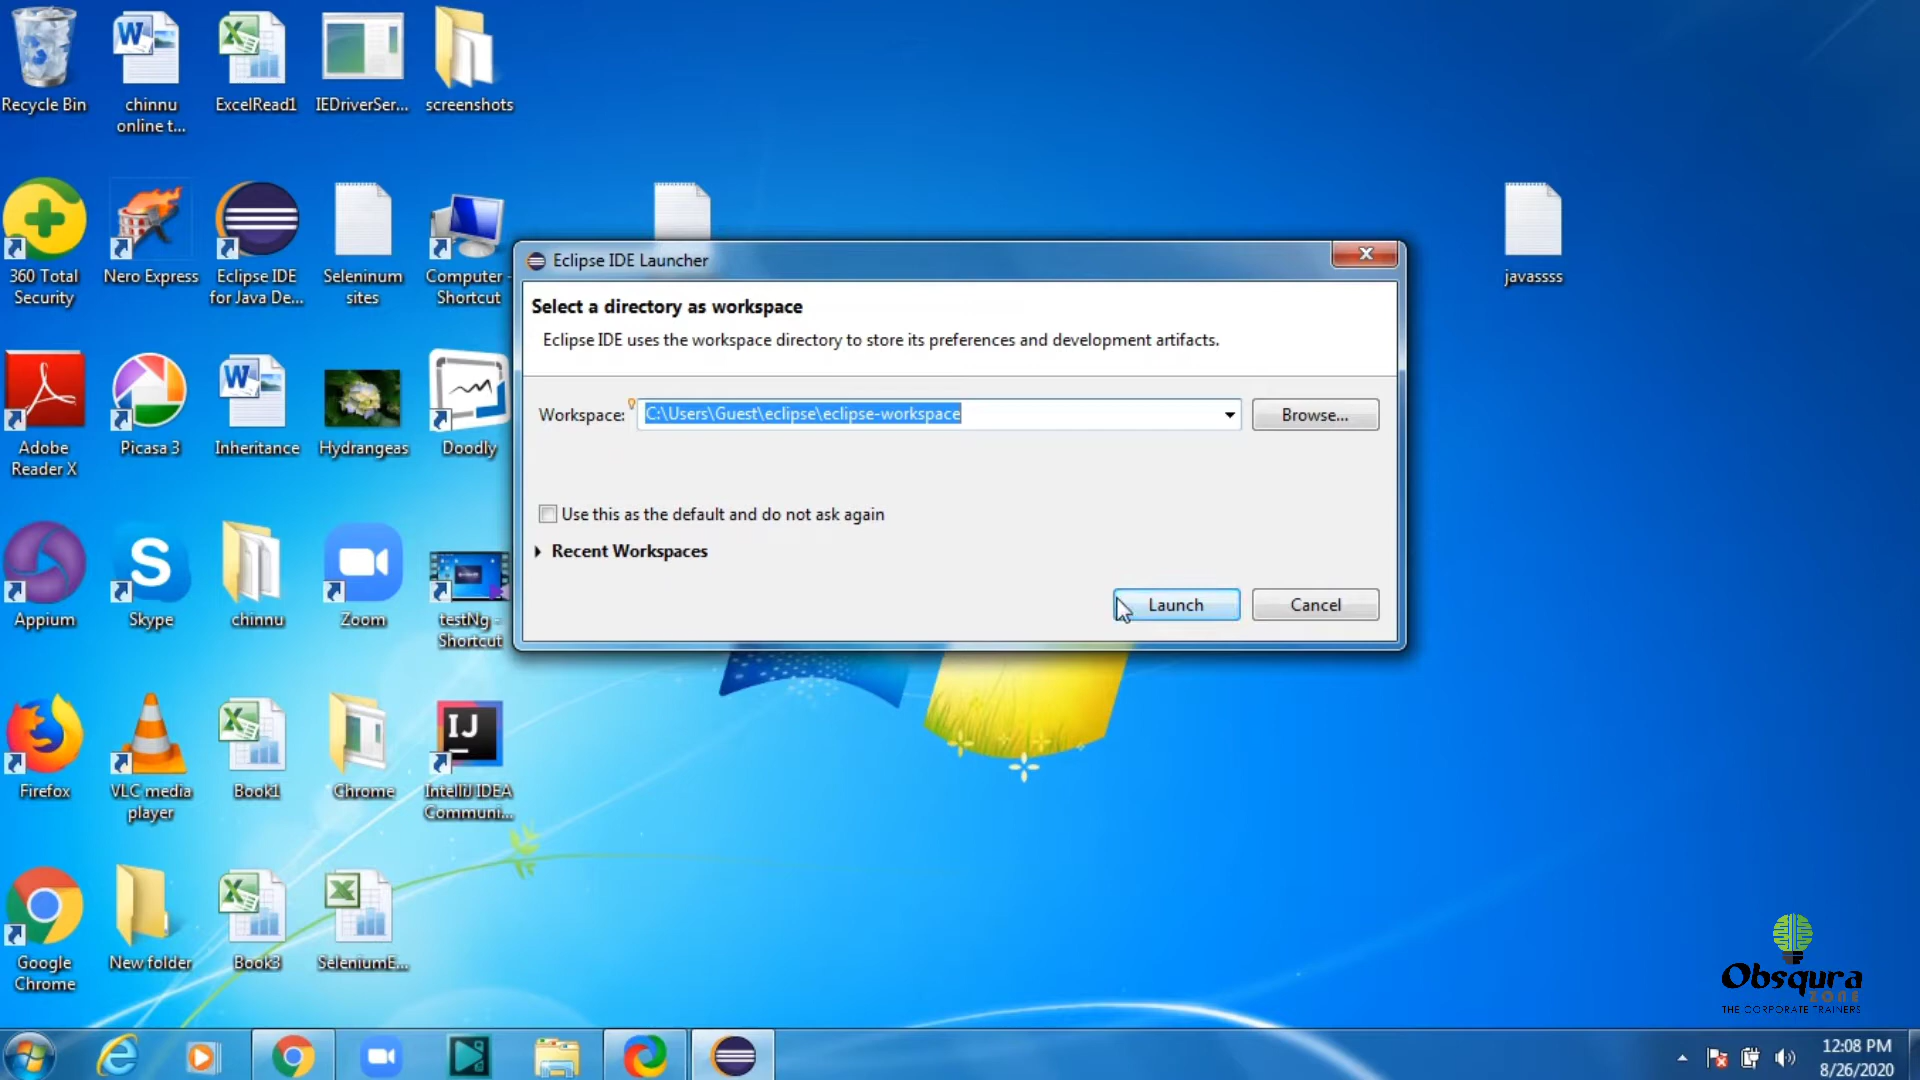 Recycle Bin
chinnu
online t...
ExcelRead1
IEDriverSer...
screenshots
360 Total
Security
Nero Express
Eclipse IDE
for Java De...
Seleninum
sites
Computer -
Shortcut
javassss
Adobe
Reader X
Picasa 3
Inheritance
Hydrangeas
Doodly
Appium
Skype
chinnu
Zoom
testNg -
Shortcut
Firefox
VLC media
player
Book1
Chrome
IntelliJ IDEA
Communi...
Google
Chrome
New folder
Book3
SeleniumE...
Eclipse IDE Launcher
Select a directory as workspace
Eclipse IDE uses the workspace directory to store its preferences and development artifacts.
Workspace: C:\Users\Guest\eclipse\eclipse-workspace Browse...
Use this as the default and do not ask again
Recent Workspaces
Launch Cancel
Obsqura
ZONE
THE CORPORATE TRAINERS
12:08 PM
8/26/2020